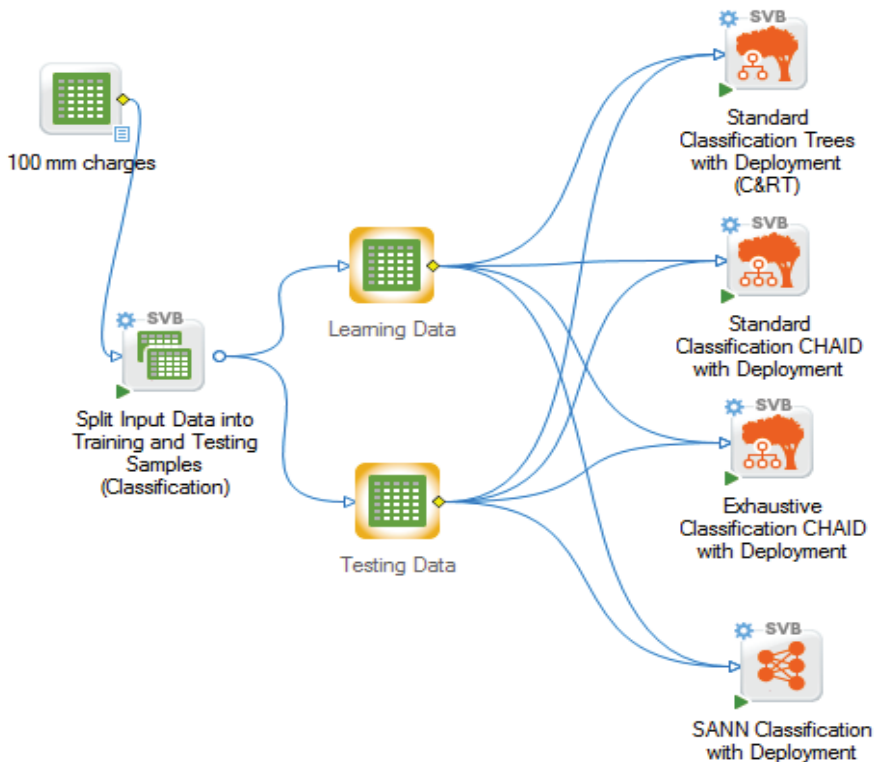 100 mm charges
SVB
Split Input Data into
Training and Testing
Samples
(Classification)
Learning Data
Testing Data
SVB
Standard
Classification Trees
with Deployment
(C&RT)
SVB
Standard
Classification CHAID
with Deployment
SVB
Exhaustive
Classification CHAID
with Deployment
SVB
SANN Classification
with Deployment